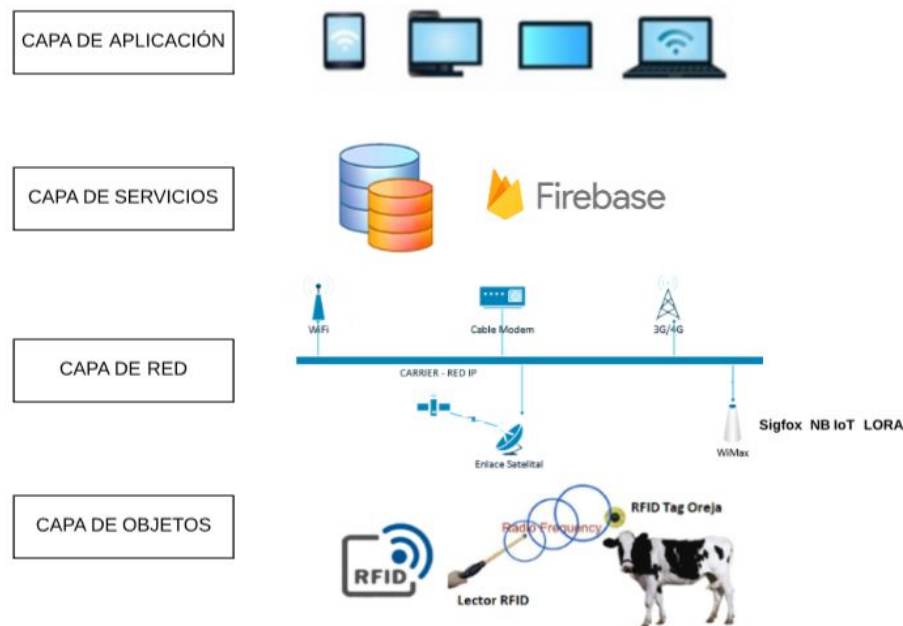 CAPA DE APLICACIÓN
CAPA DE SERVICIOS
Firebase
WiFi
Cable Modem
3G/4G
CAPA DE RED
CARRIER - RED IP
Sigfox NB IoT LORA
Enlace Satelital
WiMax
CAPA DE OBJETOS
RFID Tag Oreja
Radio Frequency
RFID
Lector RFID